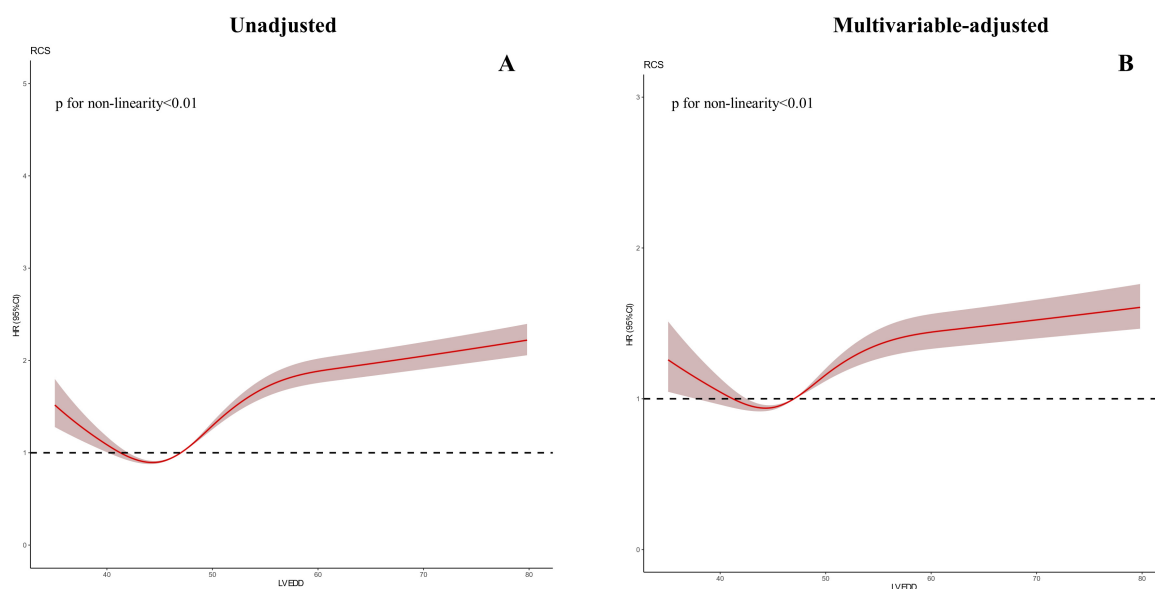 Unadjusted
RCS
A
p for non-linearity<0.01
5
4
3
2
1
0
HR (95%CI)
40
50
60
70
80
LVEDD
Multivariable-adjusted
RCS
B
p for non-linearity<0.01
3
2
1
0
HR (95%CI)
40
50
60
70
80
LVEDD